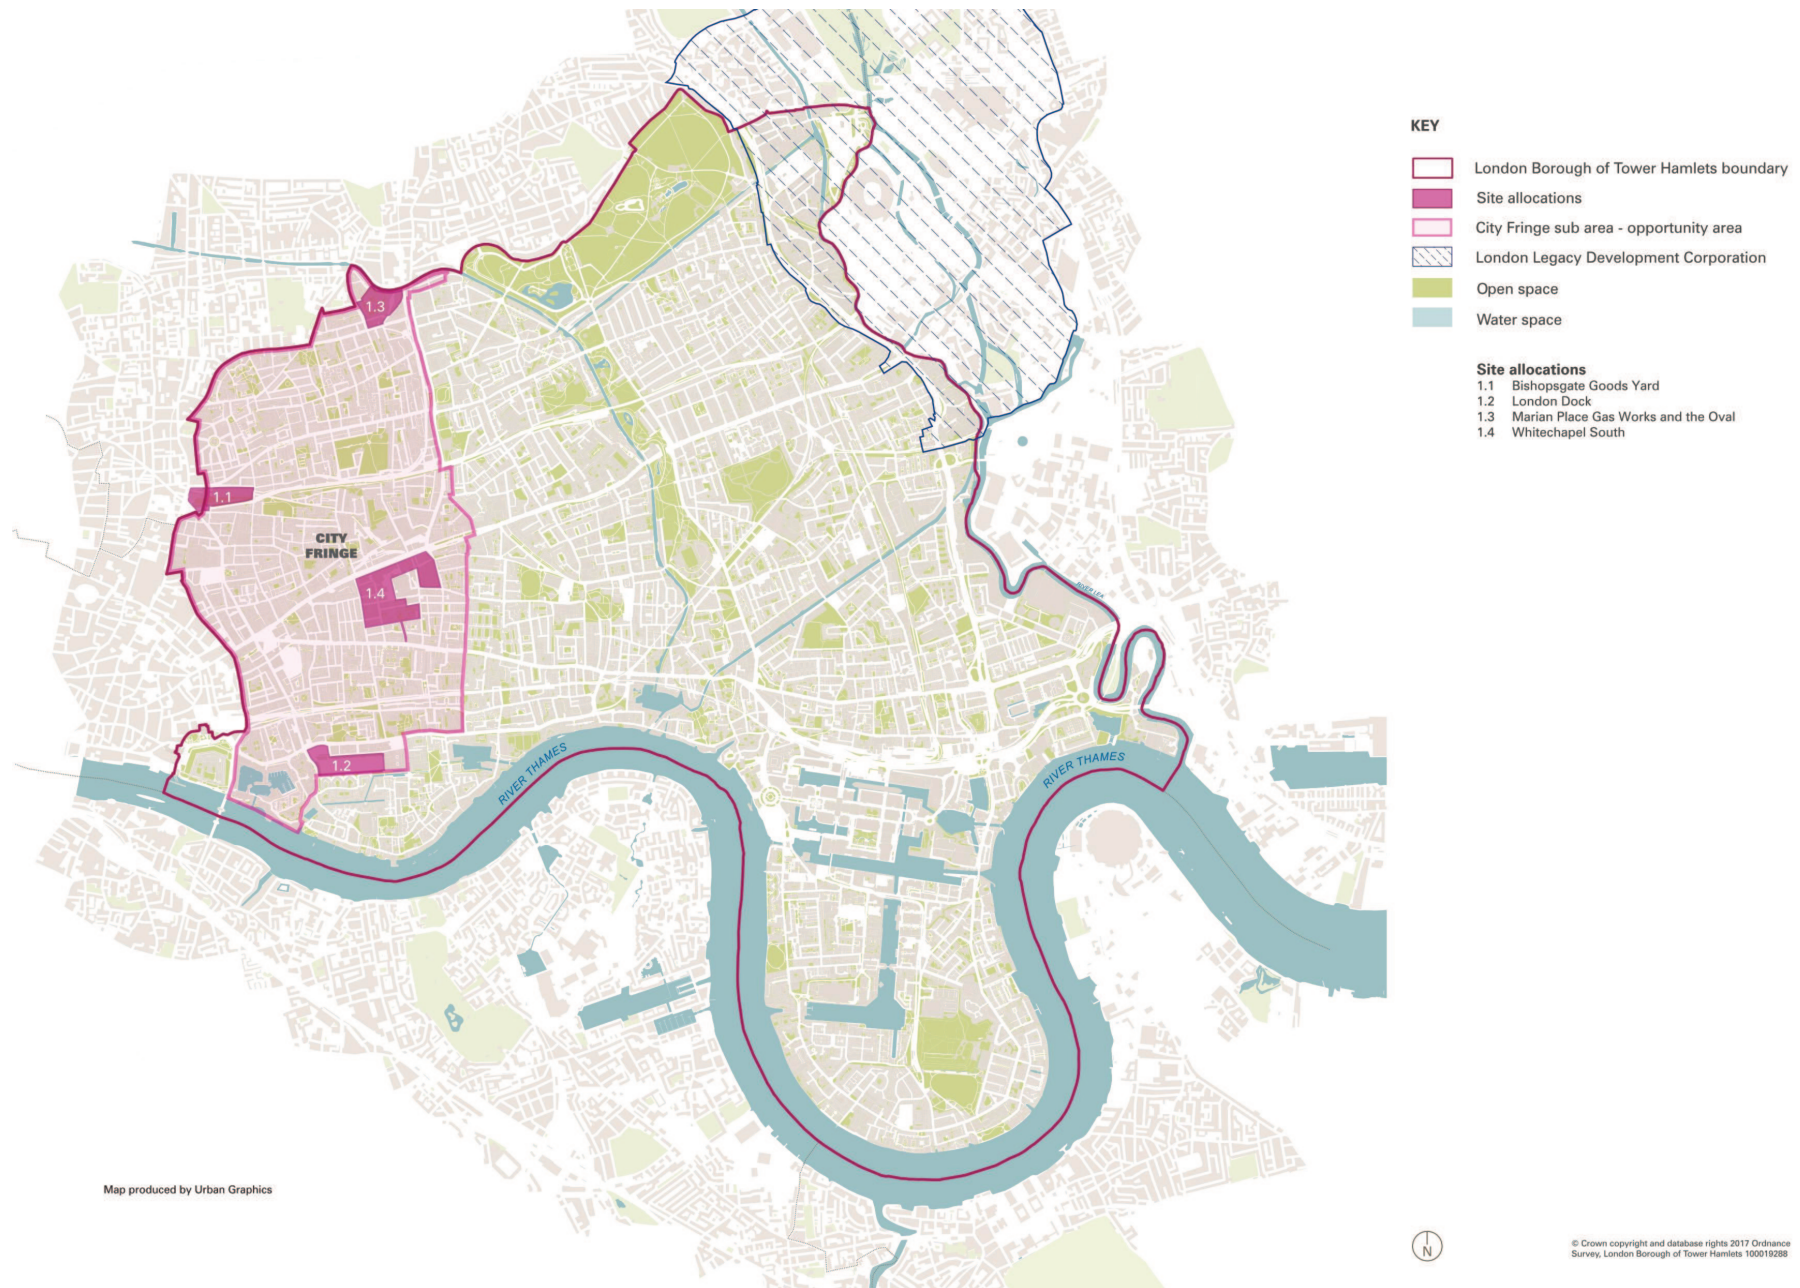 KEY
London Borough of Tower Hamlets boundary
Site allocations
City Fringe sub area - opportunity area
London Legacy Development Corporation
Open space
Water space
Site allocations
1.1 Bishopsgate Goods Yard
1.2 London Dock
1.3 Marian Place Gas Works and the Oval
1.4 Whitechapel South
1.3
1.1
CITY
FRINGE
1.4
RIVER LEA
1.2
RIVER THAMES
RIVER THAMES
Map produced by Urban Graphics
N
© Crown copyright and database rights 2017 Ordnance
Survey, London Borough of Tower Hamlets 100019288